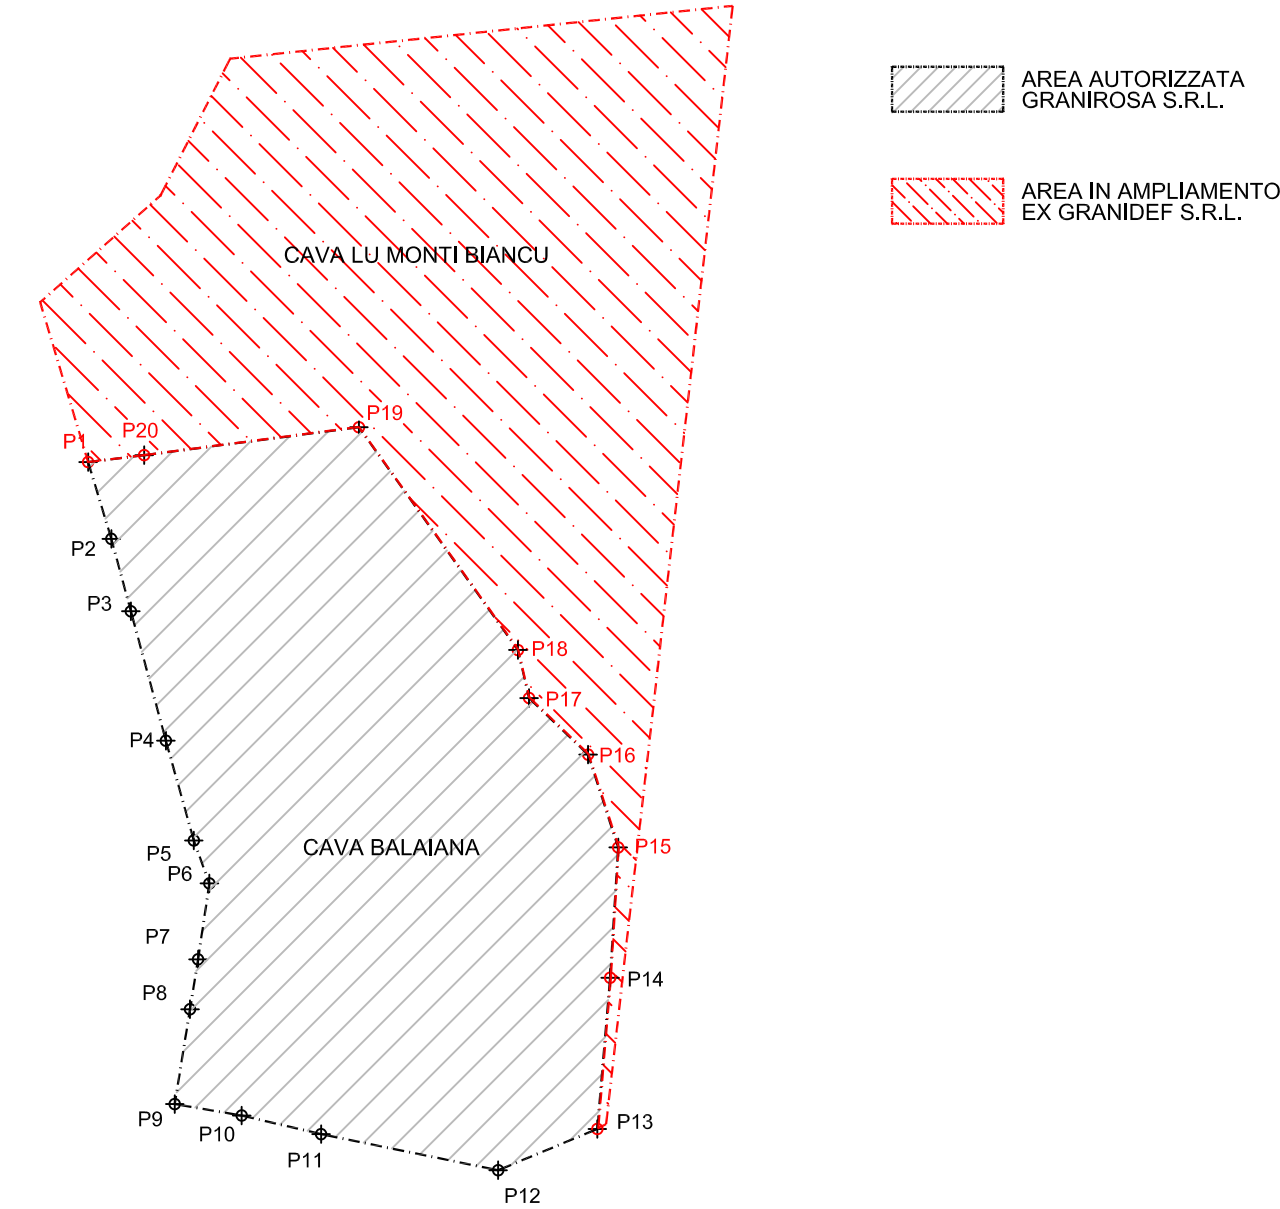 AREA AUTORIZZATA
GRANIROSA S.R.L.
AREA IN AMPLIAMENTO
EX GRANIDEF S.R.L.
CAVA LU MONTI BIANCU
P19
P20
P1
P2
P3
P18
P17
P4
P16
CAVA BALAIANA
P15
P5
P6
P7
P14
P8
P9
P13
P10
P11
P12